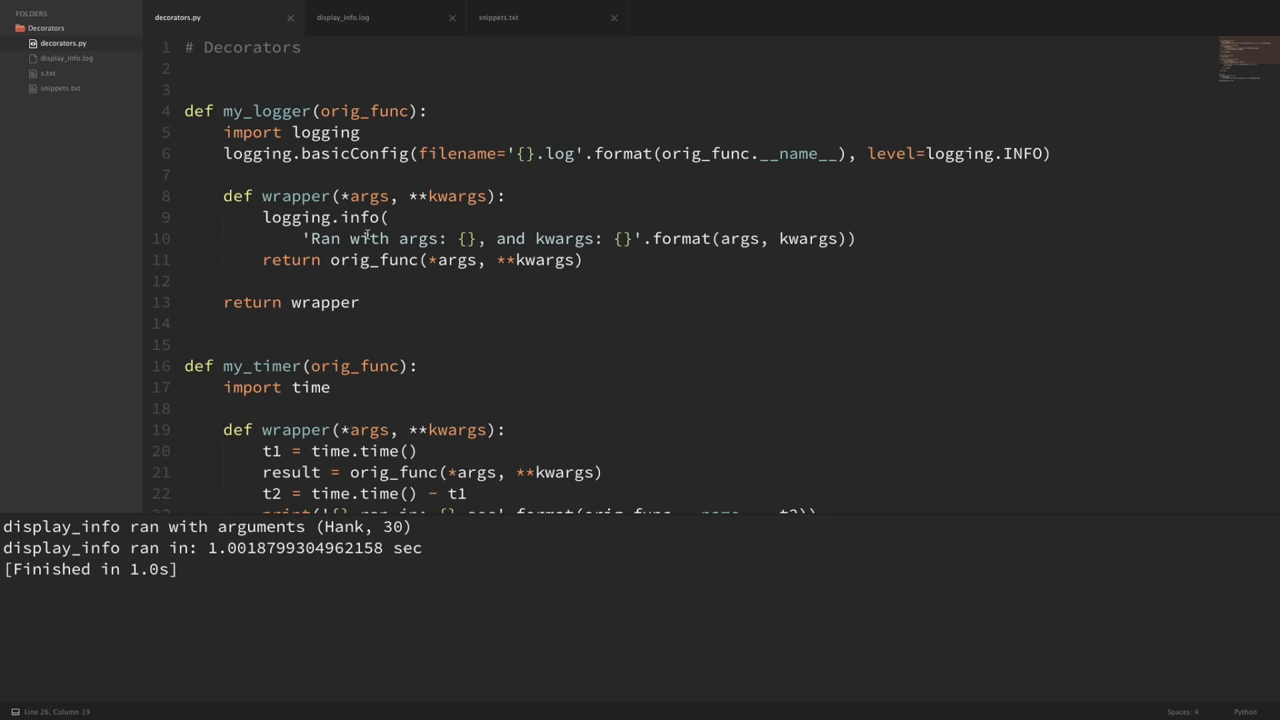 FOLDERS
Decorators
decorators.py
display_info.log
s.txt
snippets.txt
decorators.py
display_info.log
snippets.txt
1 # Decorators
2
3
4 def my_logger(orig_func):
5 import logging
6 logging.basicConfig(filename='{}.log'.format(orig_func.__name__), level=logging.INFO)
7
8 def wrapper(*args, **kwargs):
9 logging.info(
10 'Ran with args: {}, and kwargs: {}'.format(args, kwargs))
11 return orig_func(*args, **kwargs)
12
13 return wrapper
14
15
16 def my_timer(orig_func):
17 import time
18
19 def wrapper(*args, **kwargs):
20 t1 = time.time()
21 result = orig_func(*args, **kwargs)
22 t2 = time.time() - t1
display_info ran with arguments (Hank, 30)
display_info ran in: 1.0018799304962158 sec
[Finished in 1.0s]
Line 26, Column 19
Spaces: 4
Python